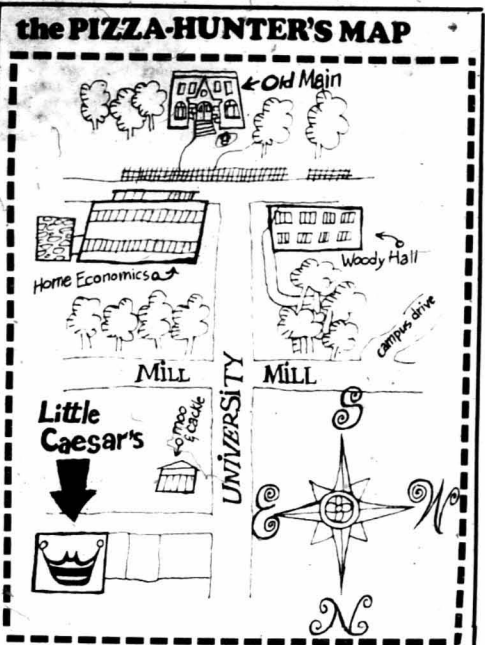 the PIZZA-HUNTER'S MAP
Old Main
Home Economics
Woody Hall
campus drive
MiLL
MiLL
UNIVERSiTY
Little
Caesar's
moo
& cackle
S
E
W
N